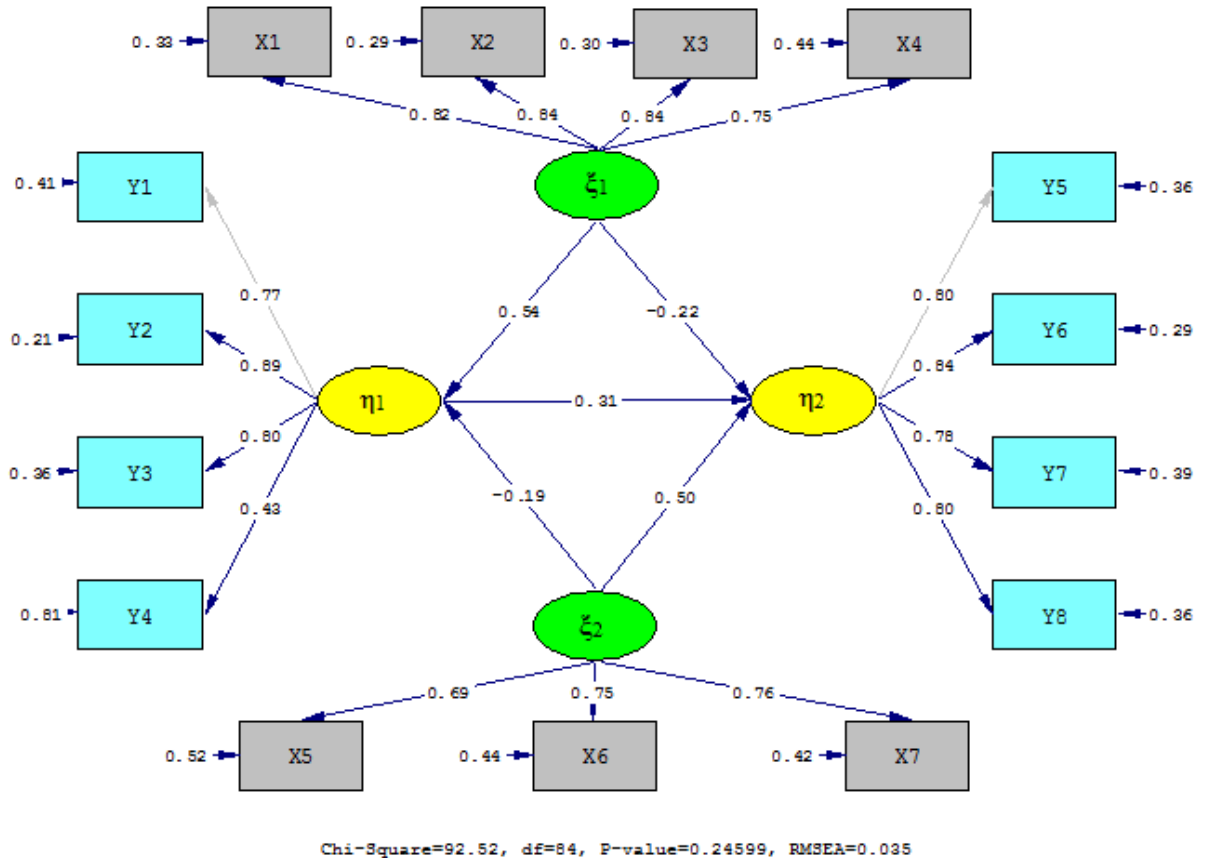 0.33 X1 0.29 X2 0.30 X3 0.44 X4
0.82 0.84 0.84 0.75
0.41 Y1 ξ1 Y5 0.36
0.77 0.80
0.21 Y2 0.54 -0.22 Y6 0.29
0.89 0.84
η1 0.31 η2
0.80 0.78
0.36 Y3 Y7 0.39
0.43 -0.19 0.50 0.80
0.81 Y4 ξ2 Y8 0.36
0.69 0.75 0.76
0.52 X5 0.44 X6 0.42 X7
Chi-Square=92.52, df=84, P-value=0.24599, RMSEA=0.035